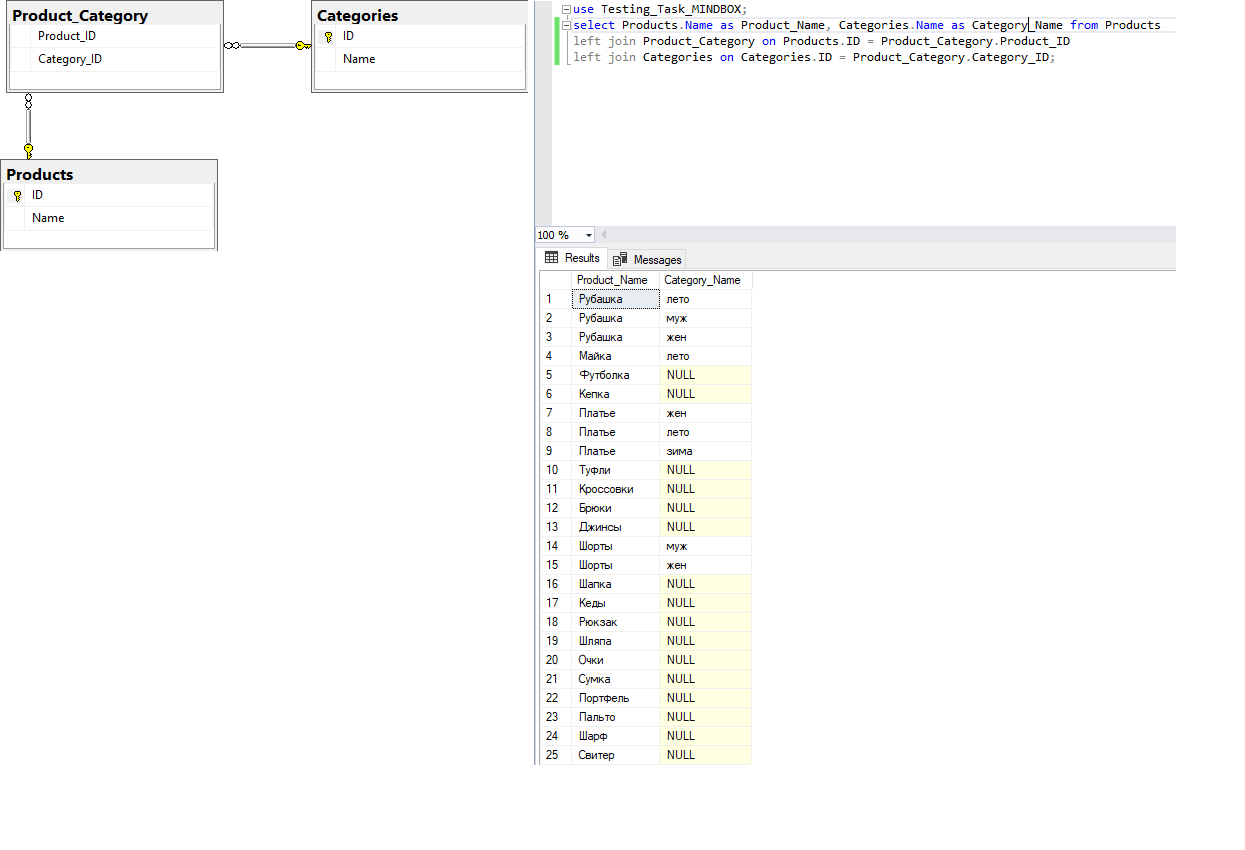 Product_Category
Product_ID
Category_ID
Categories
ID
Name
Products
ID
Name
use Testing_Task_MINDBOX;
select Products.Name as Product_Name, Categories.Name as Category_Name from Products
left join Product_Category on Products.ID = Product_Category.Product_ID
left join Categories on Categories.ID = Product_Category.Category_ID;
100 %
Results Messages
Product_Name Category_Name
1 Рубашка лето
2 Рубашка муж
3 Рубашка жен
4 Майка лето
5 Футболка NULL
6 Кепка NULL
7 Платье жен
8 Платье лето
9 Платье зима
10 Туфли NULL
11 Кроссовки NULL
12 Брюки NULL
13 Джинсы NULL
14 Шорты муж
15 Шорты жен
16 Шапка NULL
17 Кеды NULL
18 Рюкзак NULL
19 Шляпа NULL
20 Очки NULL
21 Сумка NULL
22 Портфель NULL
23 Пальто NULL
24 Шарф NULL
25 Свитер NULL